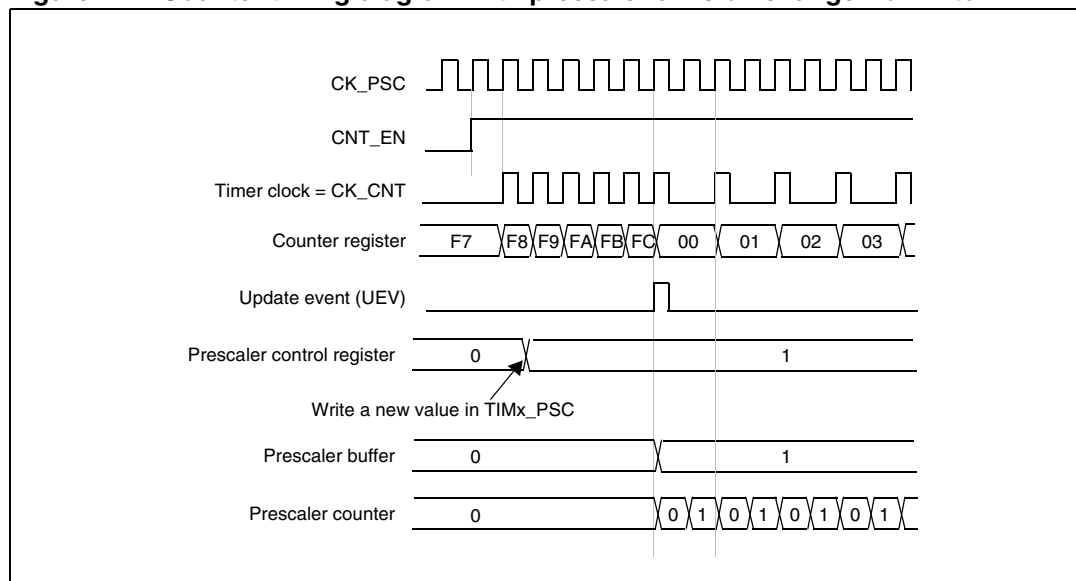 CK_PSC
CNT_EN
Timer clock = CK_CNT
Counter register F7 F8 F9 FA FB FC 00 01 02 03
Update event (UEV)
Prescaler control register 0 1
Write a new value in TIMx_PSC
Prescaler buffer 0 1
Prescaler counter 0 0 1 0 1 0 1 0 1